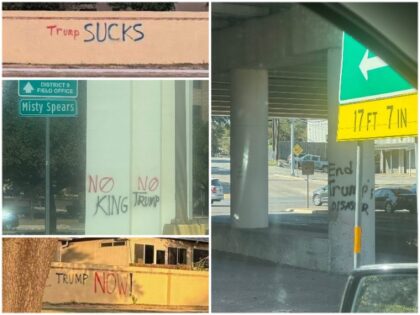 Trump SUCKS
DISTRICT 9
FIELD OFFICE
Misty Spears
NO NO
KING TRUMP
TRUMP NOW!
17 FT 7 IN
End
Trump
DISASTER